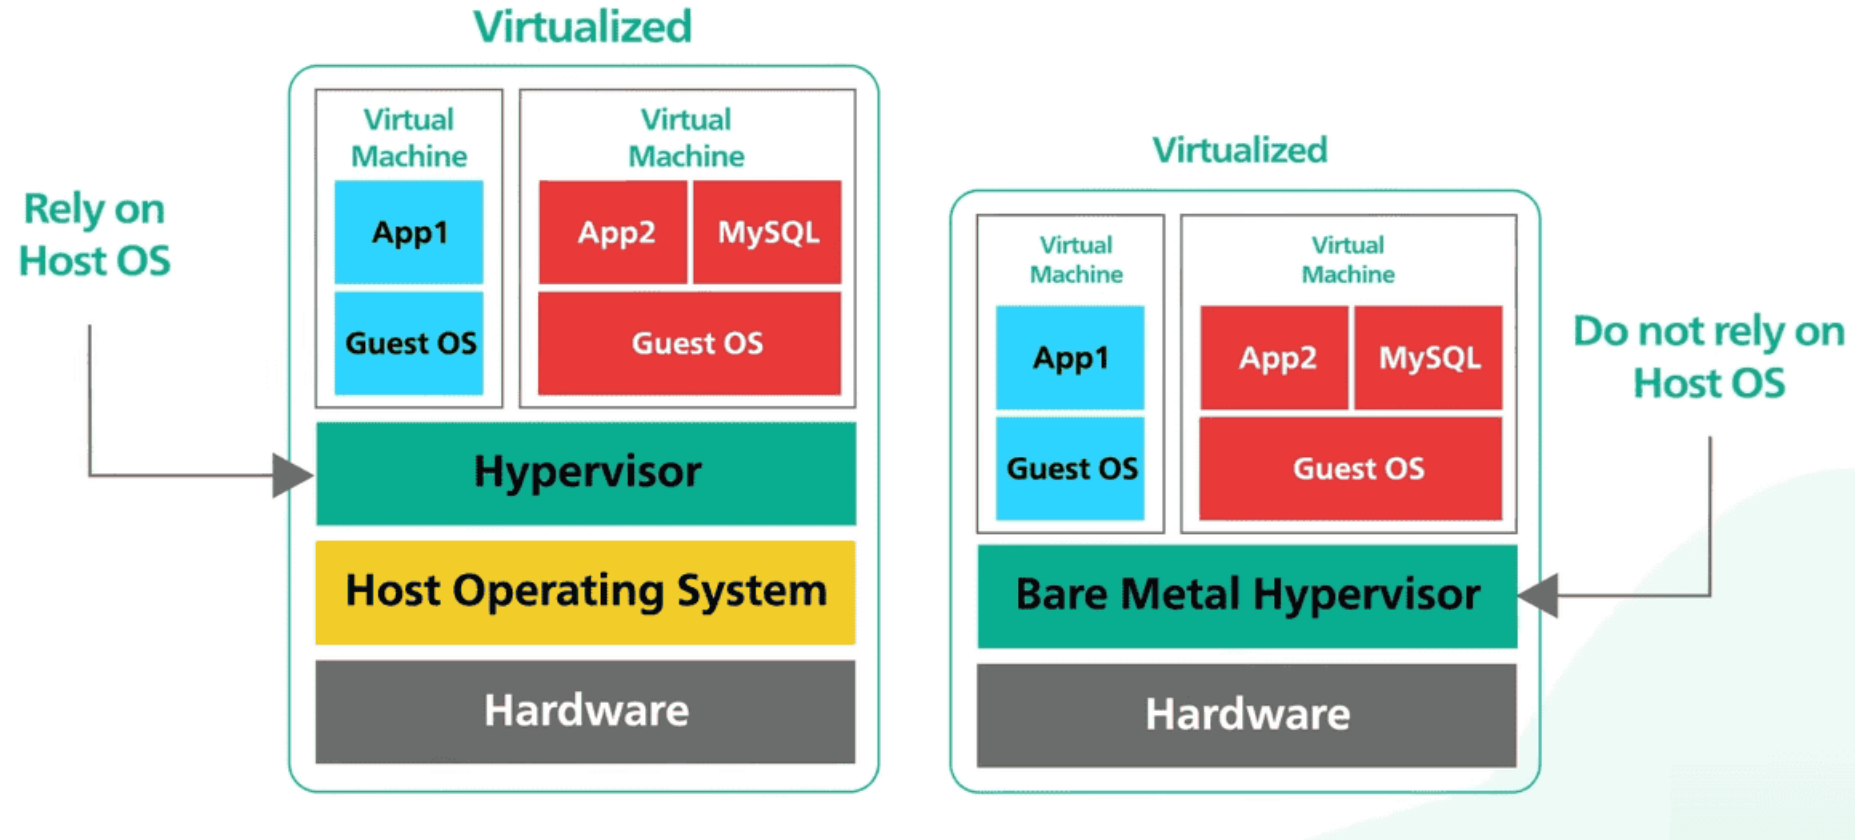 Virtualized
Rely on
Host OS
Virtual
Machine
App1
Guest OS
Virtual
Machine
App2
MySQL
Guest OS
Hypervisor
Host Operating System
Hardware
Virtualized
Virtual
Machine
App1
Guest OS
Virtual
Machine
App2
MySQL
Guest OS
Bare Metal Hypervisor
Hardware
Do not rely on
Host OS